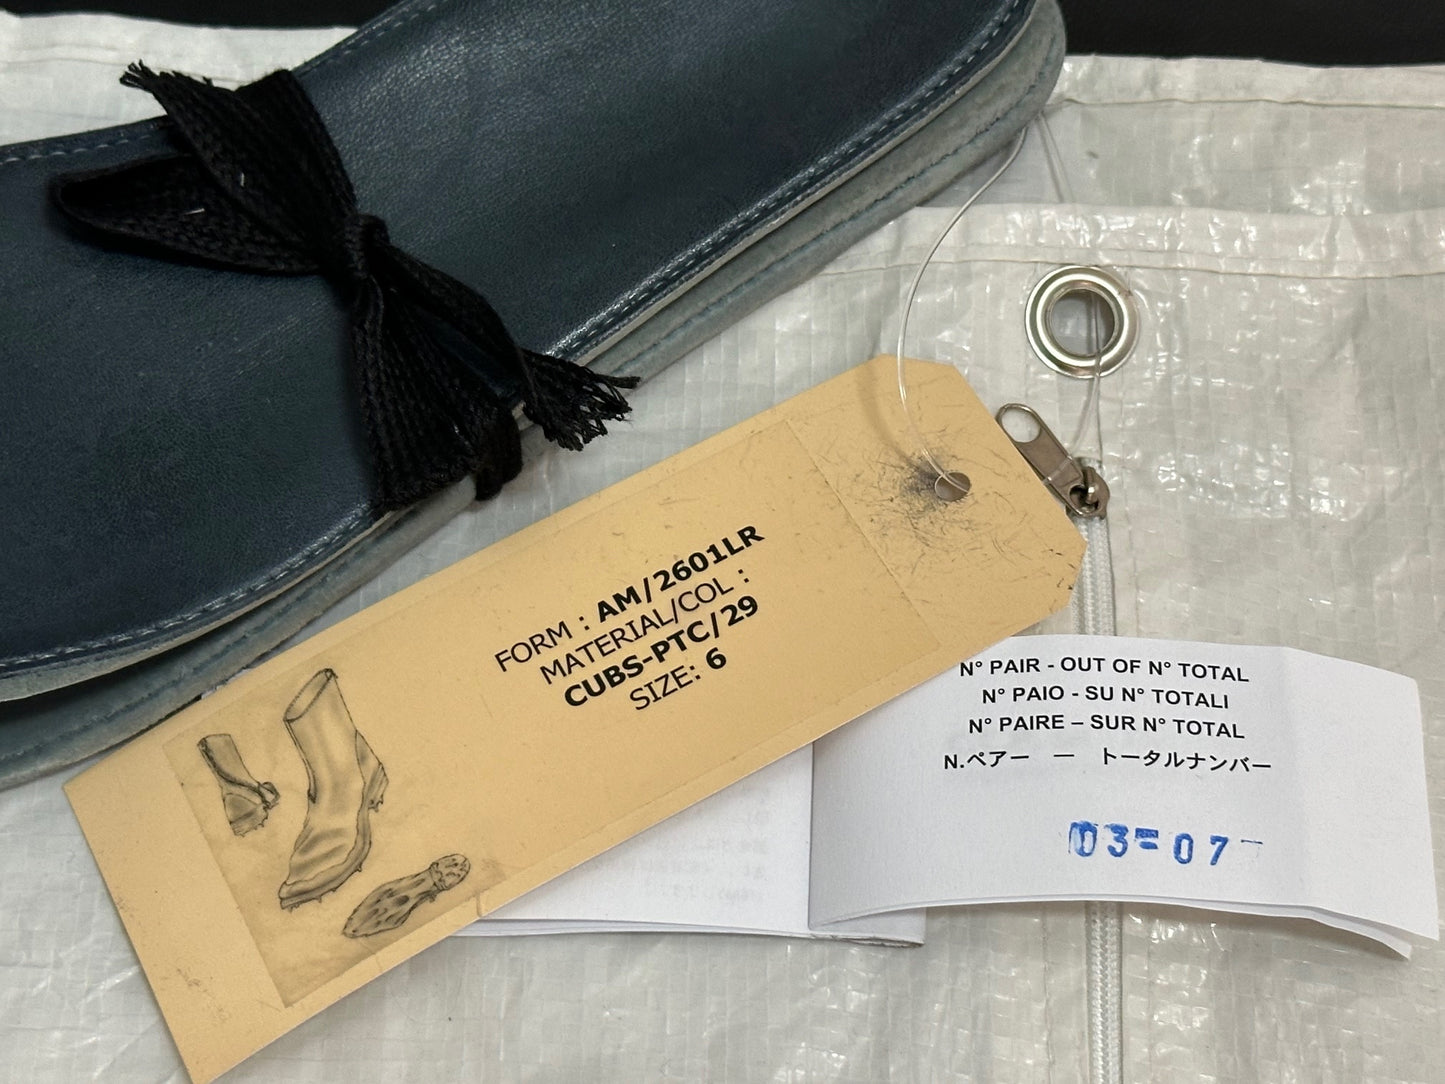 FORM : AM/2601LR
MATERIAL/COL :
CUBS-PTC/29
SIZE: 6
N° PAIR - OUT OF N° TOTAL
N° PAIO - SU N° TOTALI
N° PAIRE – SUR N° TOTAL
N.ペアー — トータルナンバー
03=07